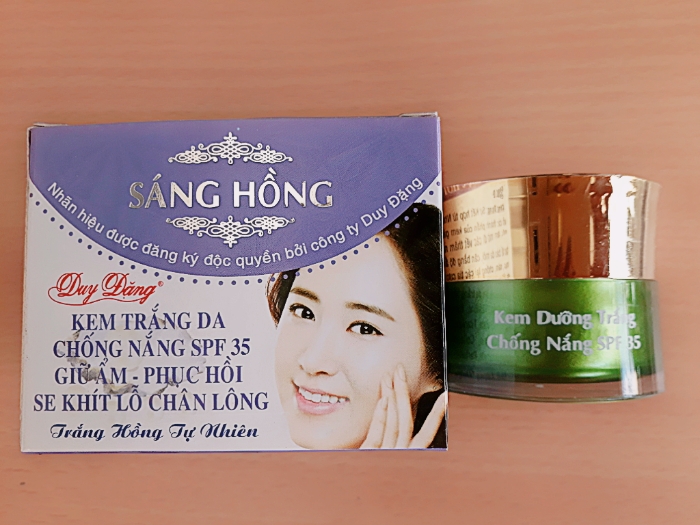 SÁNG HỒNG
Nhãn hiệu được đăng ký độc quyền bởi công ty Duy Đặng
Duy Đặng®
KEM TRẮNG DA
CHỐNG NẮNG SPF 35
GIỮ ẨM - PHỤC HỒI
SE KHÍT LỖ CHÂN LÔNG
Trắng Hồng Tự Nhiên
Kem Dưỡng Trắng
Chống Nắng SPF 35